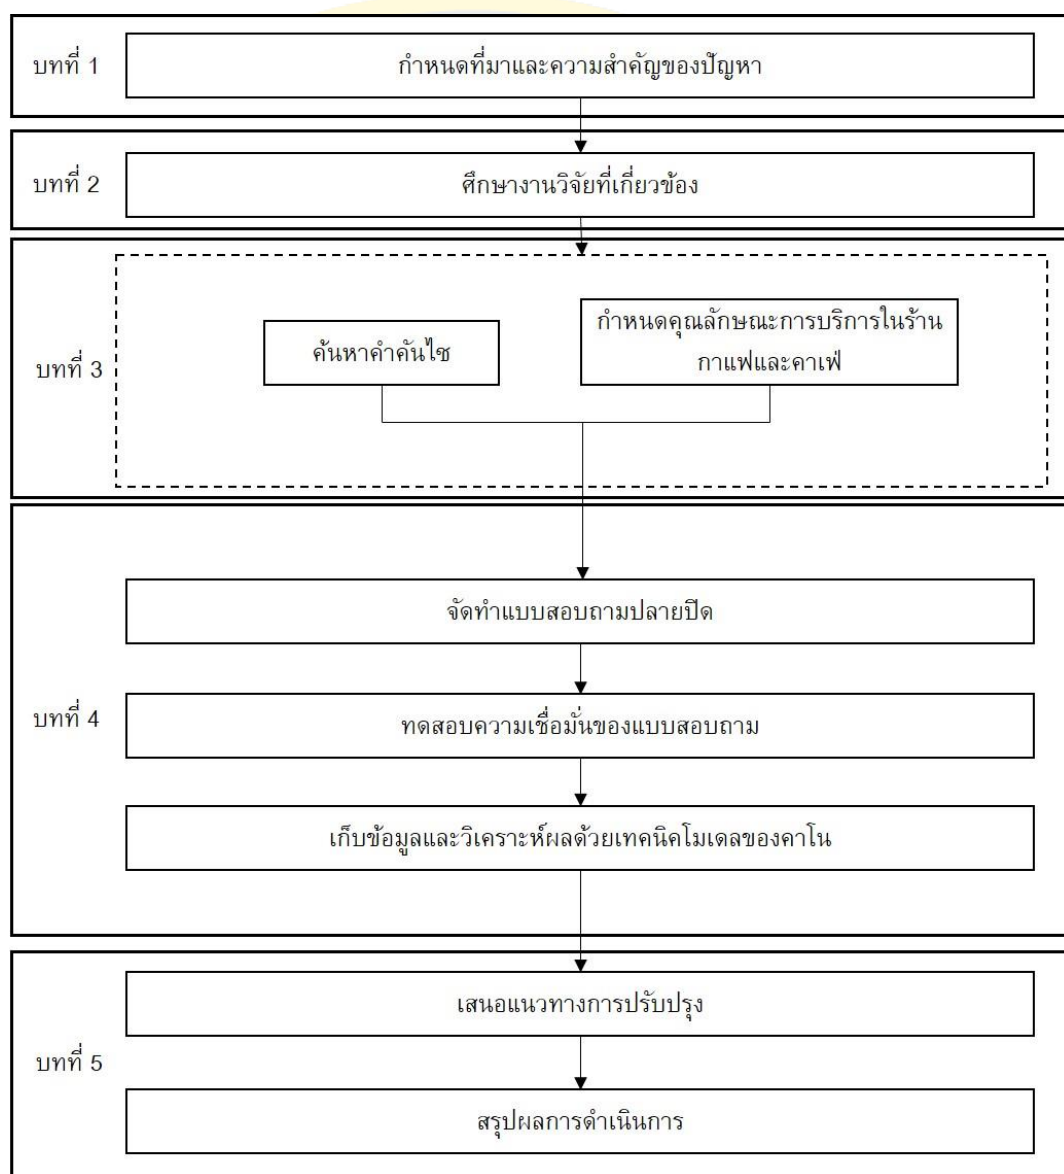 บทที่ 1
กำหนดที่มาและความสำคัญของปัญหา
บทที่ 2
ศึกษางานวิจัยที่เกี่ยวข้อง
บทที่ 3
ค้นหาคำคันไซ
กำหนดคุณลักษณะการบริการในร้าน
กาแฟและคาเฟ่
บทที่ 4
จัดทำแบบสอบถามปลายปิด
ทดสอบความเชื่อมั่นของแบบสอบถาม
เก็บข้อมูลและวิเคราะห์ผลด้วยเทคนิคโมเดลของคาโน
บทที่ 5
เสนอแนวทางการปรับปรุง
สรุปผลการดำเนินการ